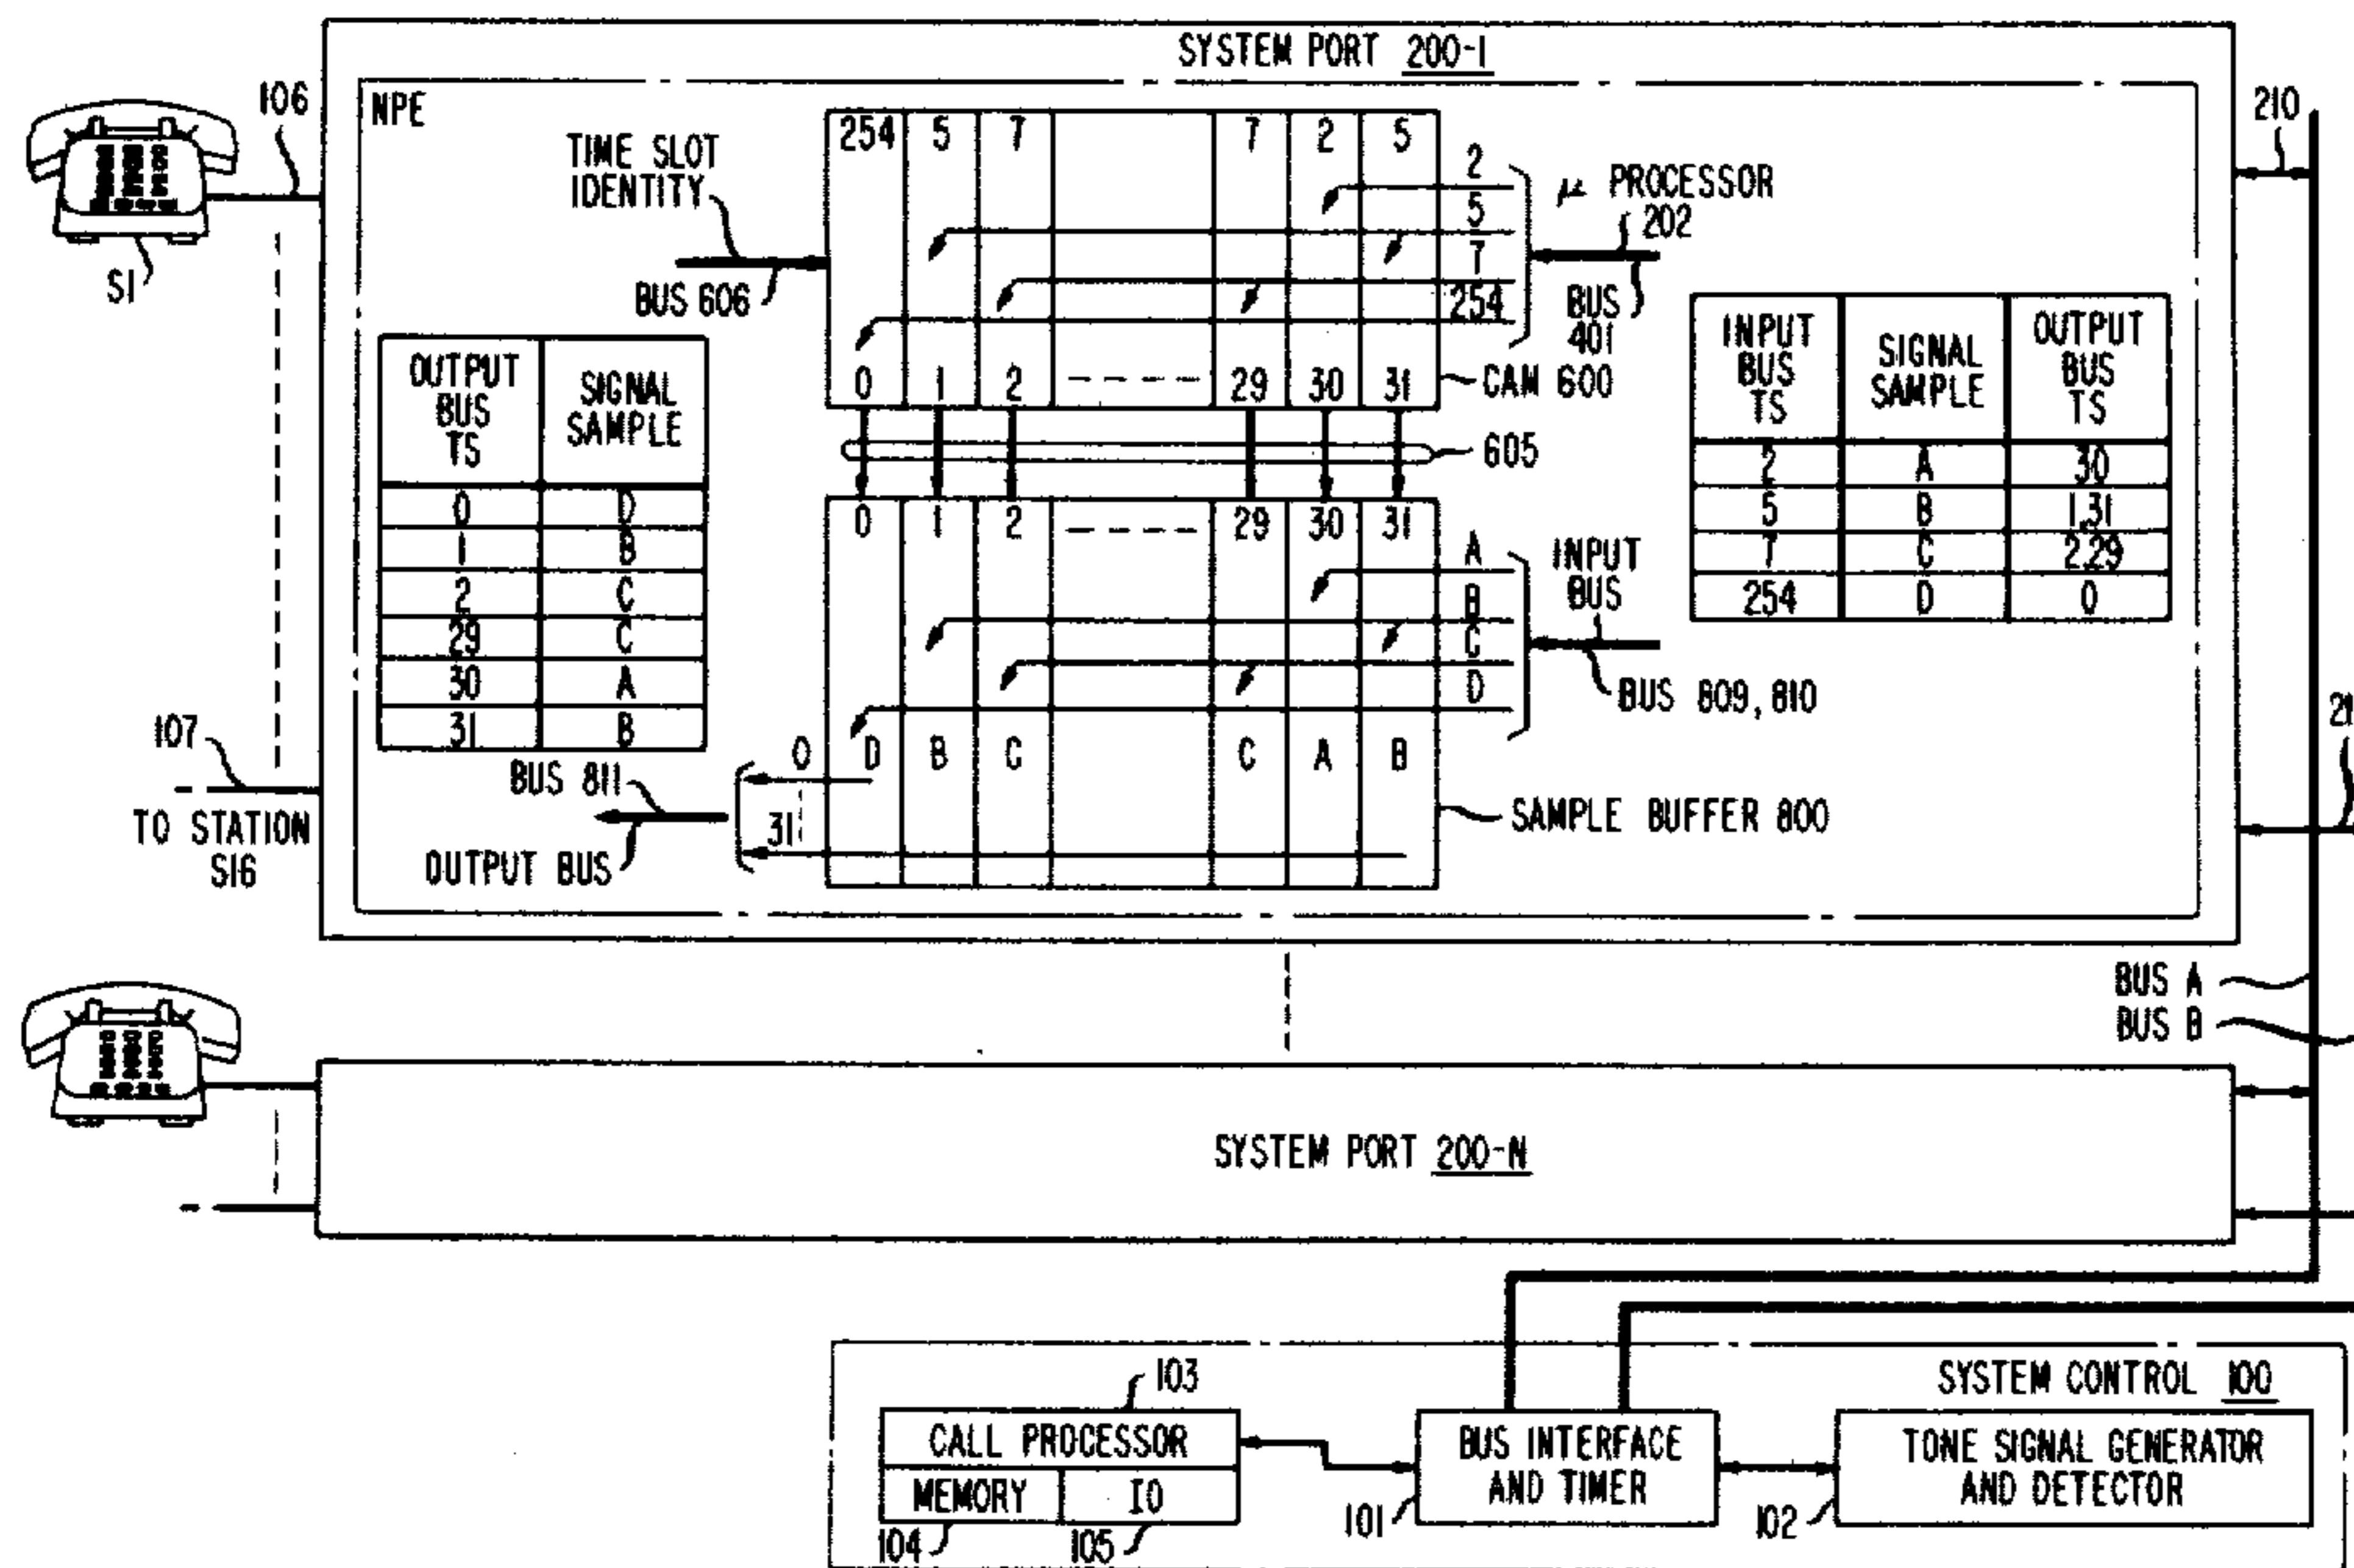 SYSTEM PORT 200-1
NPE
106
S1
107
TO STATION
S16
TIME SLOT
IDENTITY
BUS 606
254 5 7 7 2 5
2
5
7
254
μ PROCESSOR
202
BUS
401
0 1 2 29 30 31
CAM 600
605
OUTPUT
BUS
TS
SIGNAL
SAMPLE
0 D
1 B
2 C
29 C
30 A
31 B
0 1 2 29 30 31
A
B
C
D
INPUT
BUS
BUS 809, 810
D B C C A B
0
31
BUS 811
OUTPUT BUS
SAMPLE BUFFER 800
INPUT
BUS
TS
SIGNAL
SAMPLE
OUTPUT
BUS
TS
2 A 30
5 B 1,31
7 C 2,29
254 D 0
210
BUS A
BUS B
SYSTEM PORT 200-N
SYSTEM CONTROL 100
103
CALL PROCESSOR
MEMORY IO
104
105
BUS INTERFACE
AND TIMER
101
TONE SIGNAL GENERATOR
AND DETECTOR
102